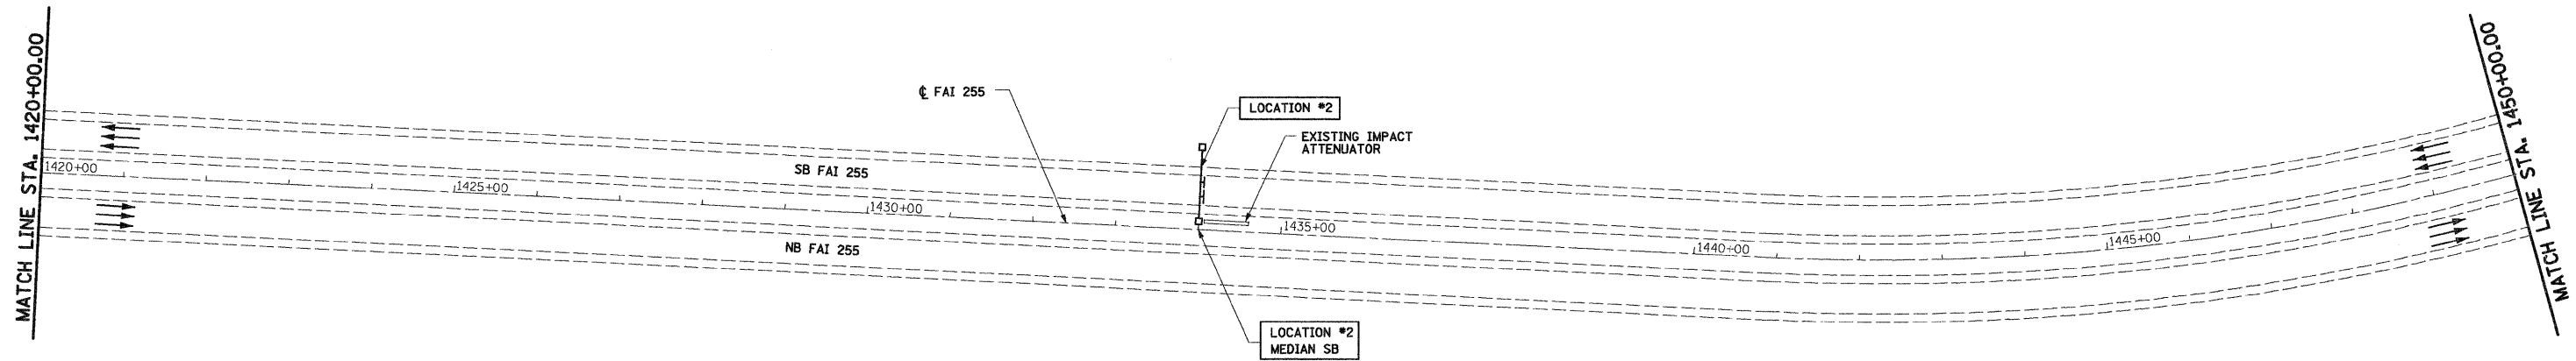 MATCH LINE STA. 1420+00.00
1420+00
1425+00
SB FAI 255
1430+00
NB FAI 255
℄ FAI 255
LOCATION #2
EXISTING IMPACT
ATTENUATOR
1435+00
LOCATION #2
MEDIAN SB
1440+00
1445+00
MATCH LINE STA. 1450+00.00